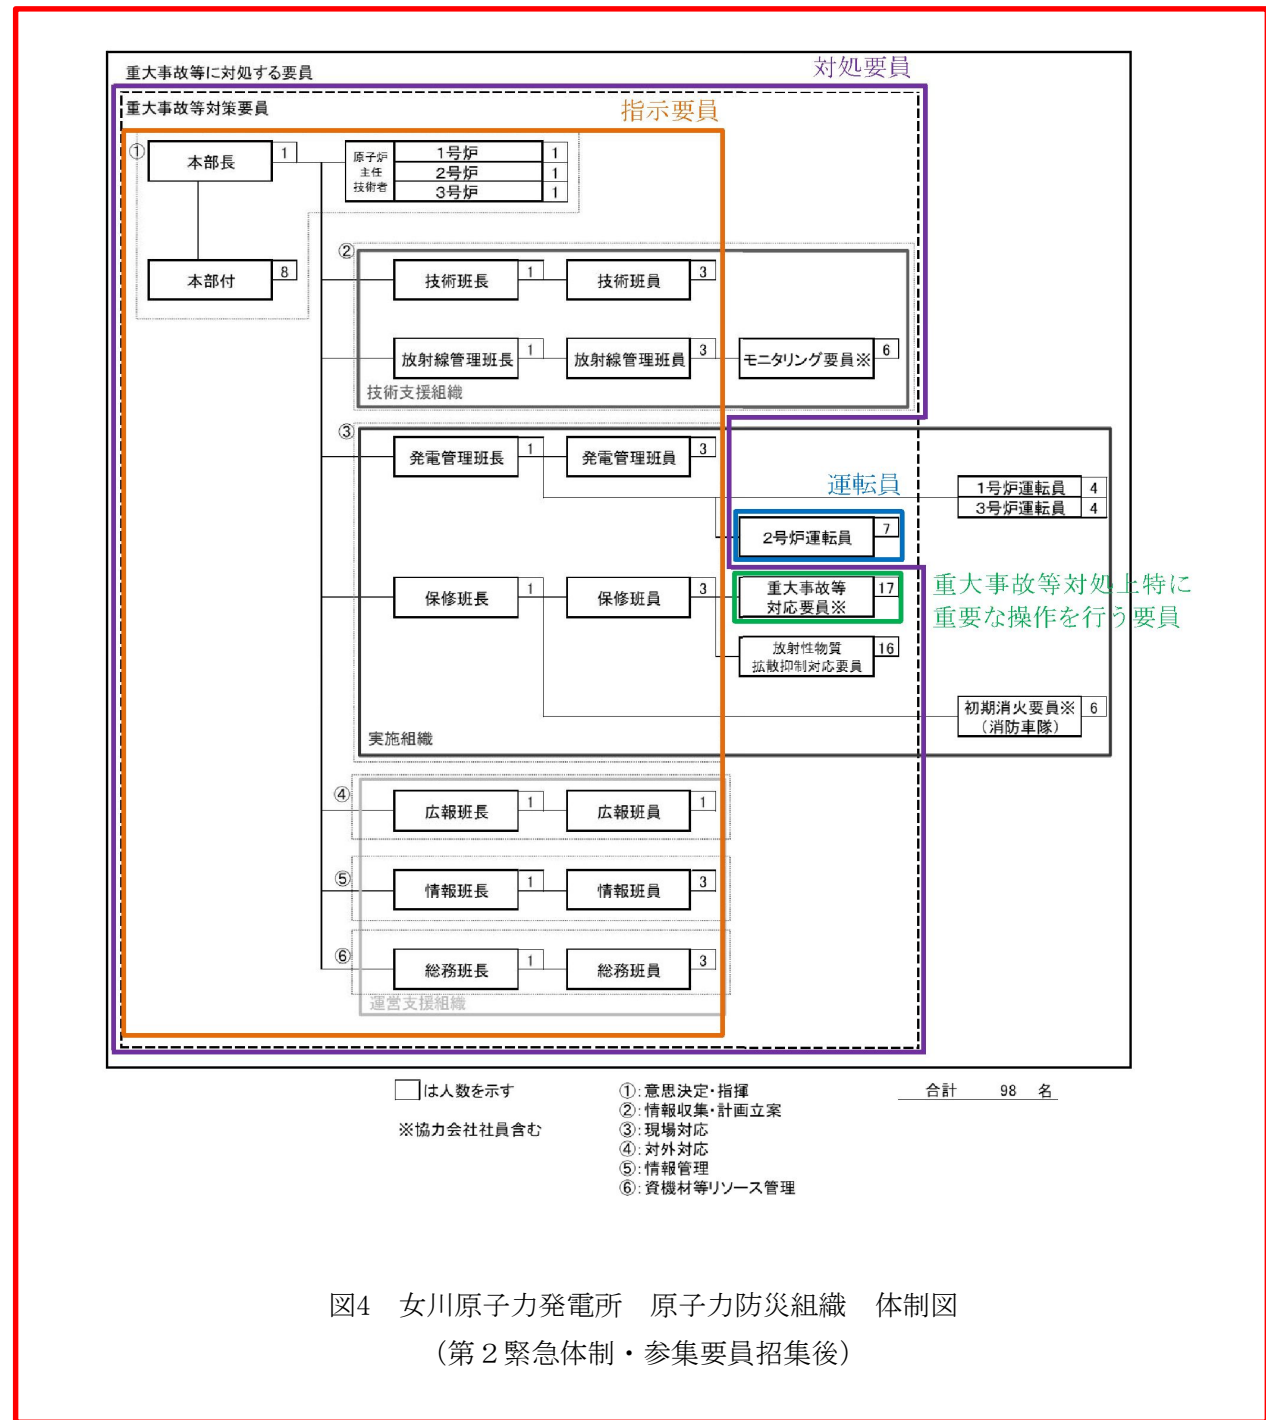 重大事故等に対処する要員
対処要員
重大事故等対策要員
指示要員
①
本部長
1
原子炉
主任
技術者
1号炉
1
2号炉
1
3号炉
1
本部付
8
②
技術班長
1
技術班員
3
放射線管理班長
1
放射線管理班員
3
モニタリング要員※
6
技術支援組織
③
発電管理班長
1
発電管理班員
3
運転員
1号炉運転員
4
3号炉運転員
4
2号炉運転員
7
保修班長
1
保修班員
3
重大事故等
対応要員※
17
重大事故等対処上特に
重要な操作を行う要員
放射性物質
拡散抑制対応要員
16
初期消火要員※
(消防車隊)
6
実施組織
④
広報班長
1
広報班員
1
⑤
情報班長
1
情報班員
3
⑥
総務班長
1
総務班員
3
運営支援組織
は人数を示す
※協力会社社員含む
①:意思決定・指揮
②:情報収集・計画立案
③:現場対応
④:対外対応
⑤:情報管理
⑥:資機材等リソース管理
合計 98 名
図4 女川原子力発電所 原子力防災組織 体制図
(第2緊急体制・参集要員招集後)